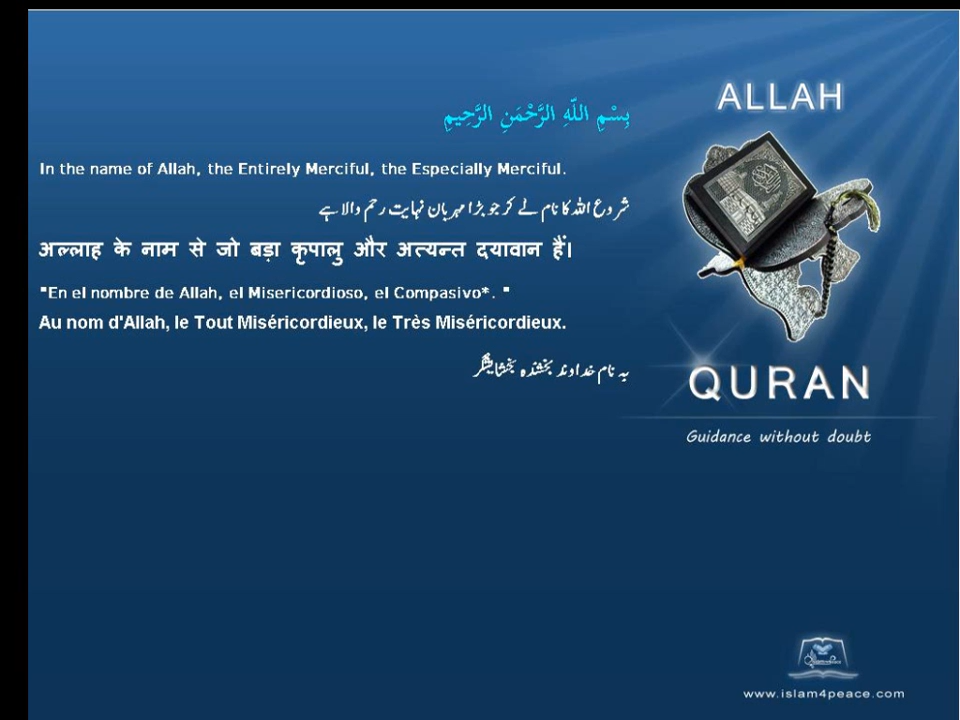 بِسْمِ اللّهِ الرَّحْمَنِ الرَّحِيمِ
In the name of Allah, the Entirely Merciful, the Especially Merciful.
شروع الله کا نام لے کر جو بڑا مہربان نہایت رحم والا ہے
अल्लाह के नाम से जो बड़ा कृपालु और अत्यन्त दयावान हैं।
"En el nombre de Allah, el Misericordioso, el Compasivo*. "
Au nom d'Allah, le Tout Miséricordieux, le Très Miséricordieux.
به نام خداوند بخشنده بخشایشگر
ALLAH
QURAN
Guidance without doubt
www.islam4peace.com